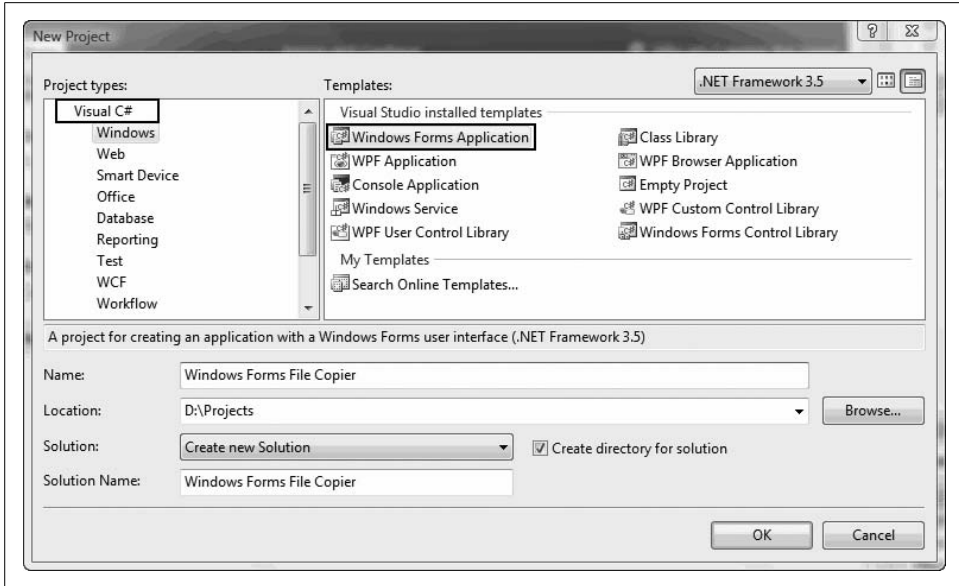 New Project
Project types:
Templates:
.NET Framework 3.5
Visual C#
Windows
Web
Smart Device
Office
Database
Reporting
Test
WCF
Workflow
Visual Studio installed templates
Windows Forms Application
WPF Application
Console Application
Windows Service
WPF User Control Library
Class Library
WPF Browser Application
Empty Project
WPF Custom Control Library
Windows Forms Control Library
My Templates
Search Online Templates...
A project for creating an application with a Windows Forms user interface (.NET Framework 3.5)
Name: Windows Forms File Copier
Location: D:\Projects Browse...
Solution: Create new Solution Create directory for solution
Solution Name: Windows Forms File Copier
OK Cancel